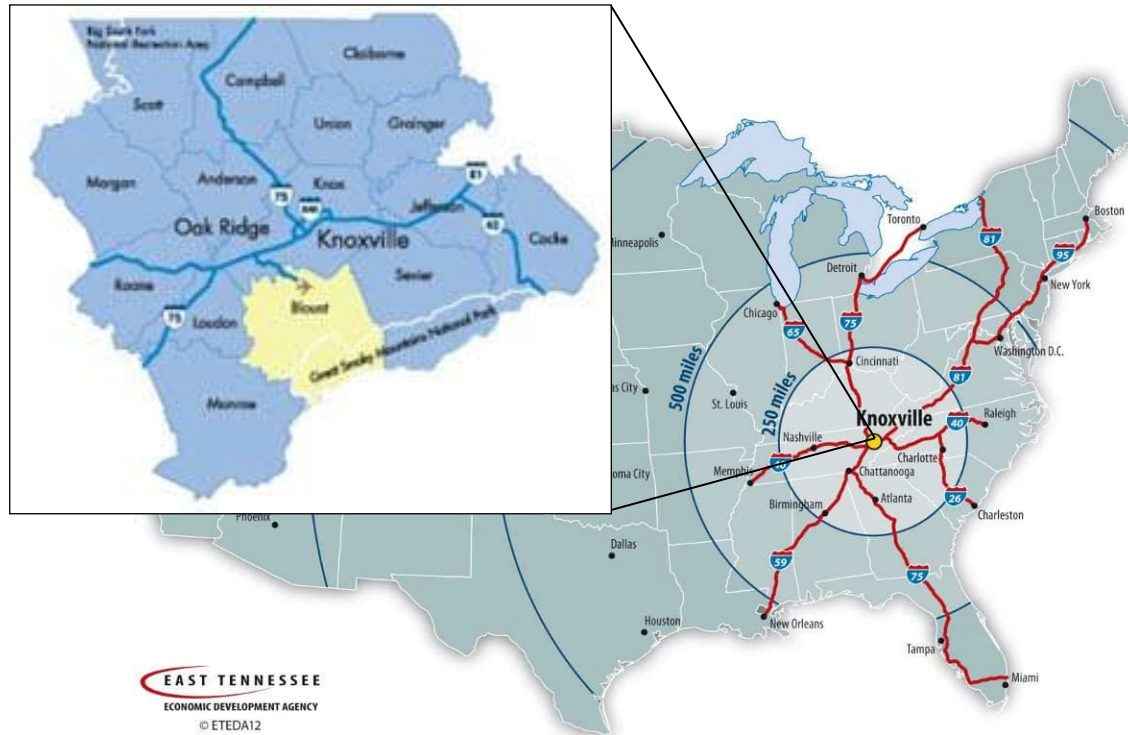 Big South Fork
National Recreation Area
Claiborne
Campbell
Scott
Union
Grainger
Morgan
Anderson
Knox
81
75
640
Jefferson
Oak Ridge
Knoxville
Cocke
Sevier
Roane
Blount
75
Loudon
Great Smoky Mountains National Park
Monroe
Minneapolis
Toronto
Boston
81
95
Detroit
New York
Chicago
65
75
Washington D.C.
500 miles
Cincinnati
81
as City
St. Louis
250 miles
Knoxville
40
Raleigh
Nashville
Charlotte
40
Memphis
Chattanooga
oma City
26
Birmingham
Atlanta
Charleston
Phoenix
Dallas
59
75
Houston
New Orleans
Tampa
Miami
EAST TENNESSEE
ECONOMIC DEVELOPMENT AGENCY
© ETEDA12